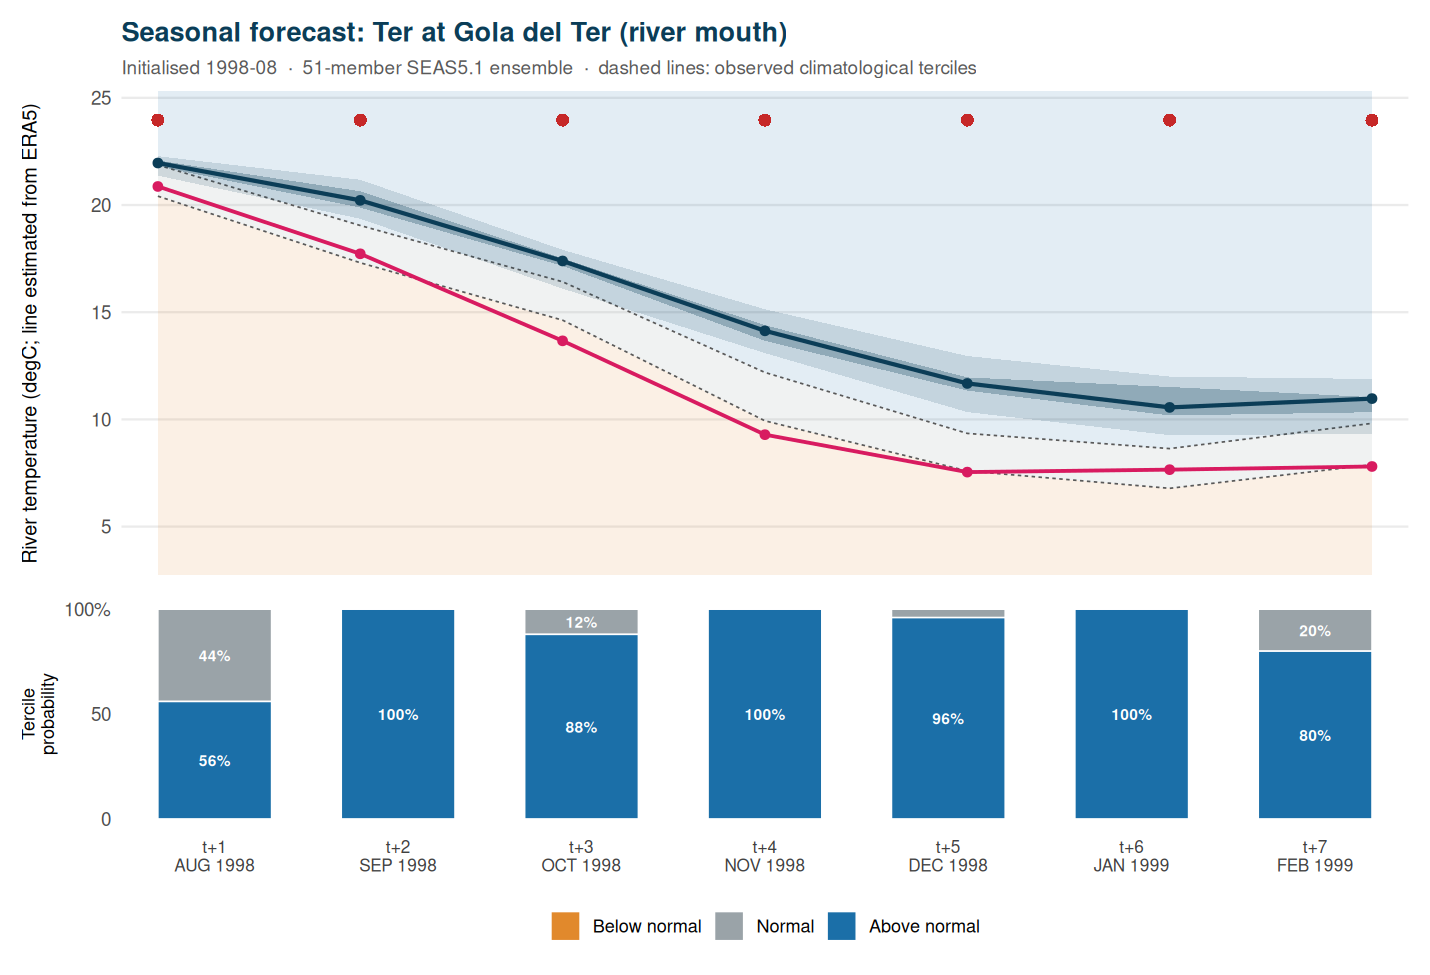 Seasonal forecast: Ter at Gola del Ter (river mouth)
Initialised 1998-08 · 51-member SEAS5.1 ensemble · dashed lines: observed climatological terciles
River temperature (degC; line estimated from ERA5)
25
20
15
10
5
Tercile
probability
100%
50
0
44%
56%
100%
12%
88%
100%
96%
100%
20%
80%
t+1
AUG 1998
t+2
SEP 1998
t+3
OCT 1998
t+4
NOV 1998
t+5
DEC 1998
t+6
JAN 1999
t+7
FEB 1999
Below normal
Normal
Above normal